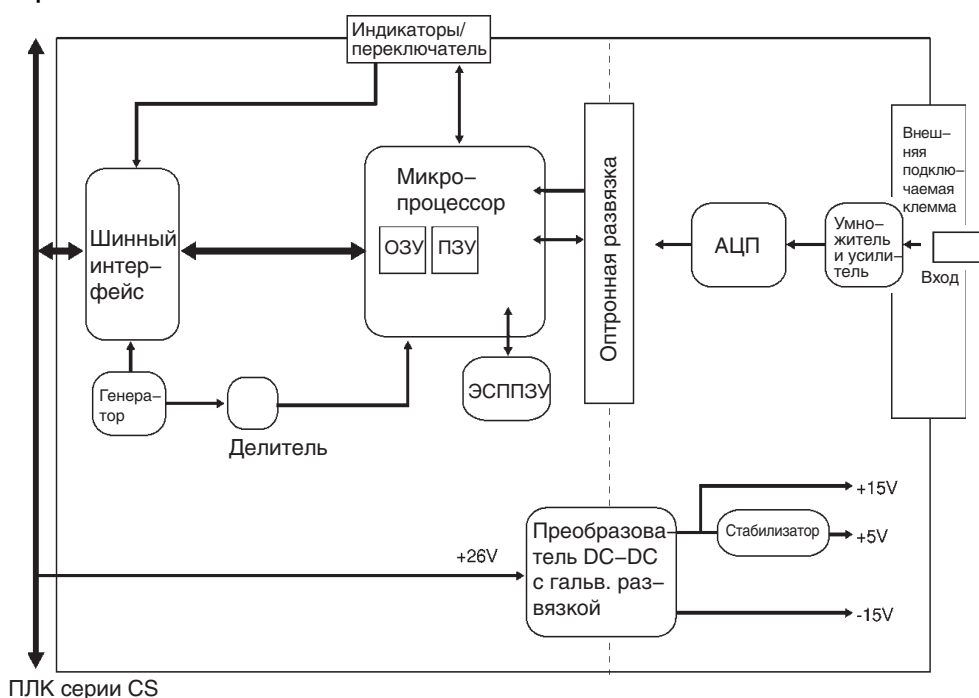 Индикаторы/
переключатель
Внеш–
няя
подклю–
чаемая
клемма
Микро–
процессор
ОЗУ
ПЗУ
Оптронная развязка
АЦП
Умно–
житель
и усили–
тель
Вход
Шинный
интер–
фейс
ЭСППЗУ
Генера–
тор
Делитель
+15V
Преобразова–
тель DC–DC
с гальв. раз–
вязкой
Стабилизатор
+5V
+26V
-15V
ПЛК серии CS